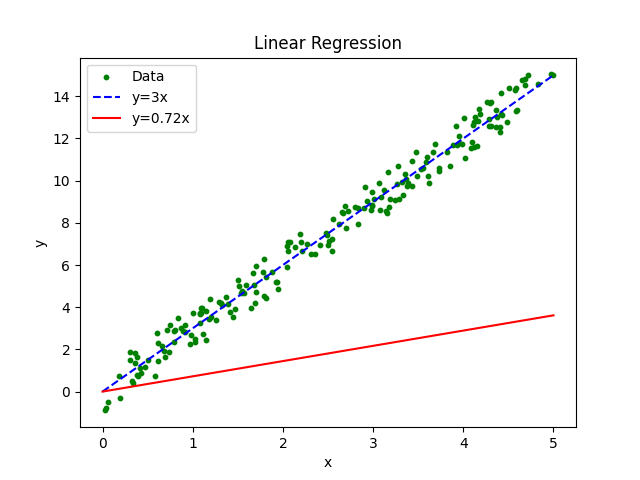 Linear Regression
Data
y=3x
y=0.72x
14
12
10
8
6
4
2
0
y
0 1 2 3 4 5
x